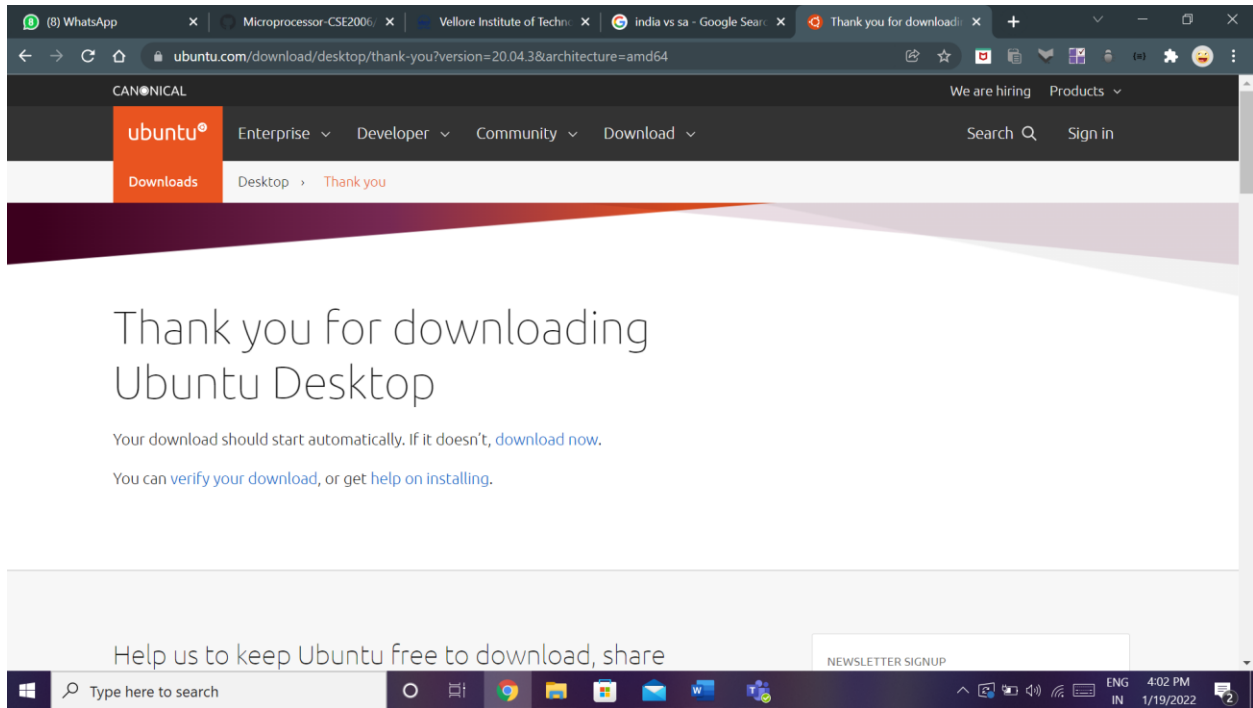 (8) WhatsApp
Microprocessor-CSE2006/
Vellore Institute of Techno
india vs sa - Google Searc
Thank you for downloadi
ubuntu.com/download/desktop/thank-you?version=20.04.3&architecture=amd64
CANONICAL
We are hiring Products
ubuntu Enterprise Developer Community Download Search Sign in
Downloads Desktop › Thank you
Thank you for downloading
Ubuntu Desktop
Your download should start automatically. If it doesn't, download now.
You can verify your download, or get help on installing.
Help us to keep Ubuntu free to download, share
NEWSLETTER SIGNUP
Type here to search
ENG
IN
4:02 PM
1/19/2022
2